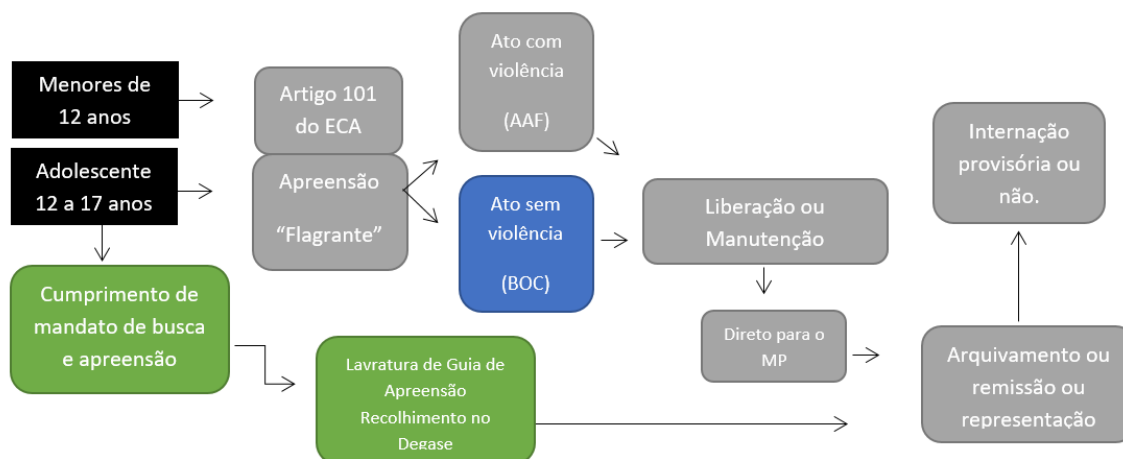 Menores de
12 anos
Artigo 101
do ECA
Ato com
violência
(AAF)
Adolescente
12 a 17 anos
Apreensão
“Flagrante”
Ato sem
violência
(BOC)
Liberação ou
Manutenção
Internação
provisória ou
não.
Cumprimento de
mandato de busca
e apreensão
Lavratura de Guia de
Apreensão
Recolhimento no
Degase
Direto para o
MP
Arquivamento ou
remissão ou
representação